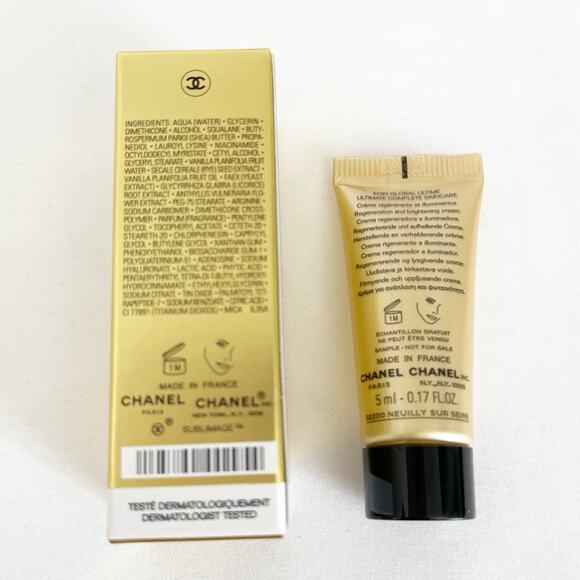 INGREDIENTS: AQUA (WATER) • GLYCERIN •
DIMETHICONE • ALCOHOL • SQUALANE • BUTY-
ROSPERMUM PARKII (SHEA) BUTTER • PROPA-
NEDIOL • LAUROYL LYSINE • NIACINAMIDE •
OCTYLDODECYL MYRISTATE • CETYL ALCOHOL •
GLYCERYL STEARATE • VANILLA PLANIFOLIA FRUIT
WATER • SECALE CEREALE (RYE) SEED EXTRACT •
VANILLA PLANIFOLIA FRUIT OIL • FAEX (YEAST
EXTRACT) • GLYCYRRHIZA GLABRA (LICORICE)
ROOT EXTRACT • ANTHYLLIS VULNERARIA FLO-
WER EXTRACT • PEG-75 STEARATE • ARGININE •
SODIUM CARBOMER • DIMETHICONE CROSS-
POLYMER • PARFUM (FRAGRANCE) • PENTYLENE
GLYCOL • TOCOPHERYL ACETATE • CETETH-20 •
STEARETH-20 • CHLORPHENESIN • CAPRYLYL
GLYCOL • BUTYLENE GLYCOL • XANTHAN GUM •
PHENOXYETHANOL • BIOSACCHARIDE GUM-1 •
POLYQUATERNIUM-51 • ADENOSINE • SODIUM
HYALURONATE • LACTIC ACID • PHYTIC ACID •
PENTAERYTHRITYL TETRA-DI-T-BUTYL HYDROXY-
HYDROCINNAMATE • ETHYLHEXYLGLYCERIN •
SODIUM CITRATE • TIN OXIDE • PALMITOYL TET-
RAPEPTIDE-7 • SODIUM BENZOATE • CITRIC ACID •
CI 77891 (TITANIUM DIOXIDE) • MICA
1M
MADE IN FRANCE
CHANEL CHANEL® INC.
PARIS NEW YORK, N.Y. 10019
® SUBLIMAGE™
TESTÉ DERMATOLOGIQUEMENT
DERMATOLOGIST TESTED
SOIN GLOBAL ULTIME
ULTIMATE COMPLETE SKINCARE
Crème régénérante et illuminatrice.
Regeneration and brightening cream.
Regenerierende und aufhellende Creme.
Herstellende en verhelderende crème.
Crema rigenerante e illuminante.
Crema regeneradora e iluminador.
Creme regenerador e iluminador.
Regenererende og lysgivende creme.
Uudistava ja kirkastava voide.
Förnyande och uppljusande creme.
Κρέμα για ανάπλαση και φωτεινότητα.
1M
ÉCHANTILLON GRATUIT
NE PEUT ÊTRE VENDU
SAMPLE - NOT FOR SALE
MADE IN FRANCE
CHANEL CHANEL INC.
PARIS N.Y., N.Y. 10019
5 ml - 0.17 FL.OZ.
92200 NEUILLY SUR SEINE